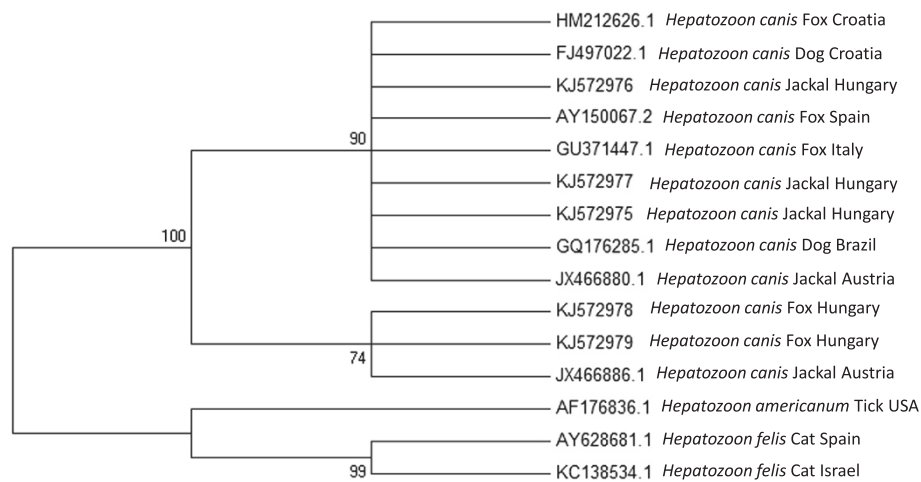 HM212626.1 Hepatozoon canis Fox Croatia
FJ497022.1 Hepatozoon canis Dog Croatia
KJ572976 Hepatozoon canis Jackal Hungary
AY150067.2 Hepatozoon canis Fox Spain
90
GU371447.1 Hepatozoon canis Fox Italy
KJ572977 Hepatozoon canis Jackal Hungary
KJ572975 Hepatozoon canis Jackal Hungary
100
GQ176285.1 Hepatozoon canis Dog Brazil
JX466880.1 Hepatozoon canis Jackal Austria
KJ572978 Hepatozoon canis Fox Hungary
KJ572979 Hepatozoon canis Fox Hungary
74
JX466886.1 Hepatozoon canis Jackal Austria
AF176836.1 Hepatozoon americanum Tick USA
AY628681.1 Hepatozoon felis Cat Spain
99
KC138534.1 Hepatozoon felis Cat Israel